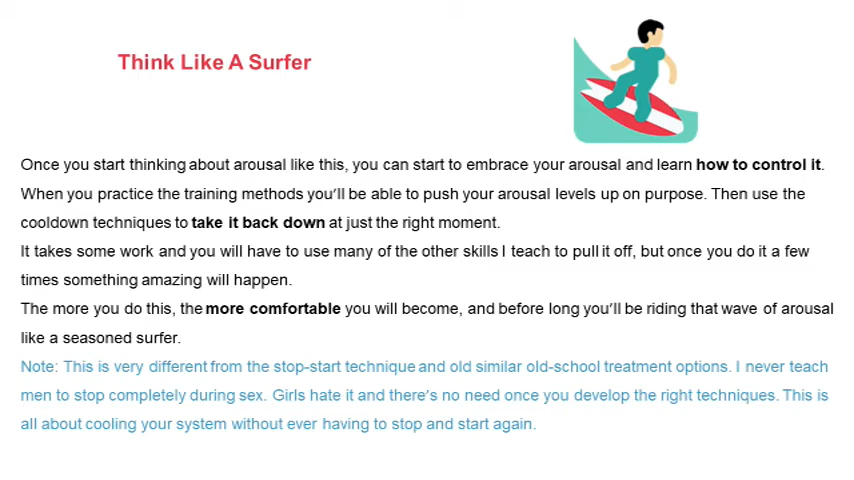 Think Like A Surfer
Once you start thinking about arousal like this, you can start to embrace your arousal and learn how to control it.
When you practice the training methods you'll be able to push your arousal levels up on purpose. Then use the
cooldown techniques to take it back down at just the right moment.
It takes some work and you will have to use many of the other skills I teach to pull it off, but once you do it a few
times something amazing will happen.
The more you do this, the more comfortable you will become, and before long you'll be riding that wave of arousal
like a seasoned surfer.
Note: This is very different from the stop-start technique and old similar old-school treatment options. I never teach
men to stop completely during sex. Girls hate it and there's no need once you develop the right techniques. This is
all about cooling your system without ever having to stop and start again.